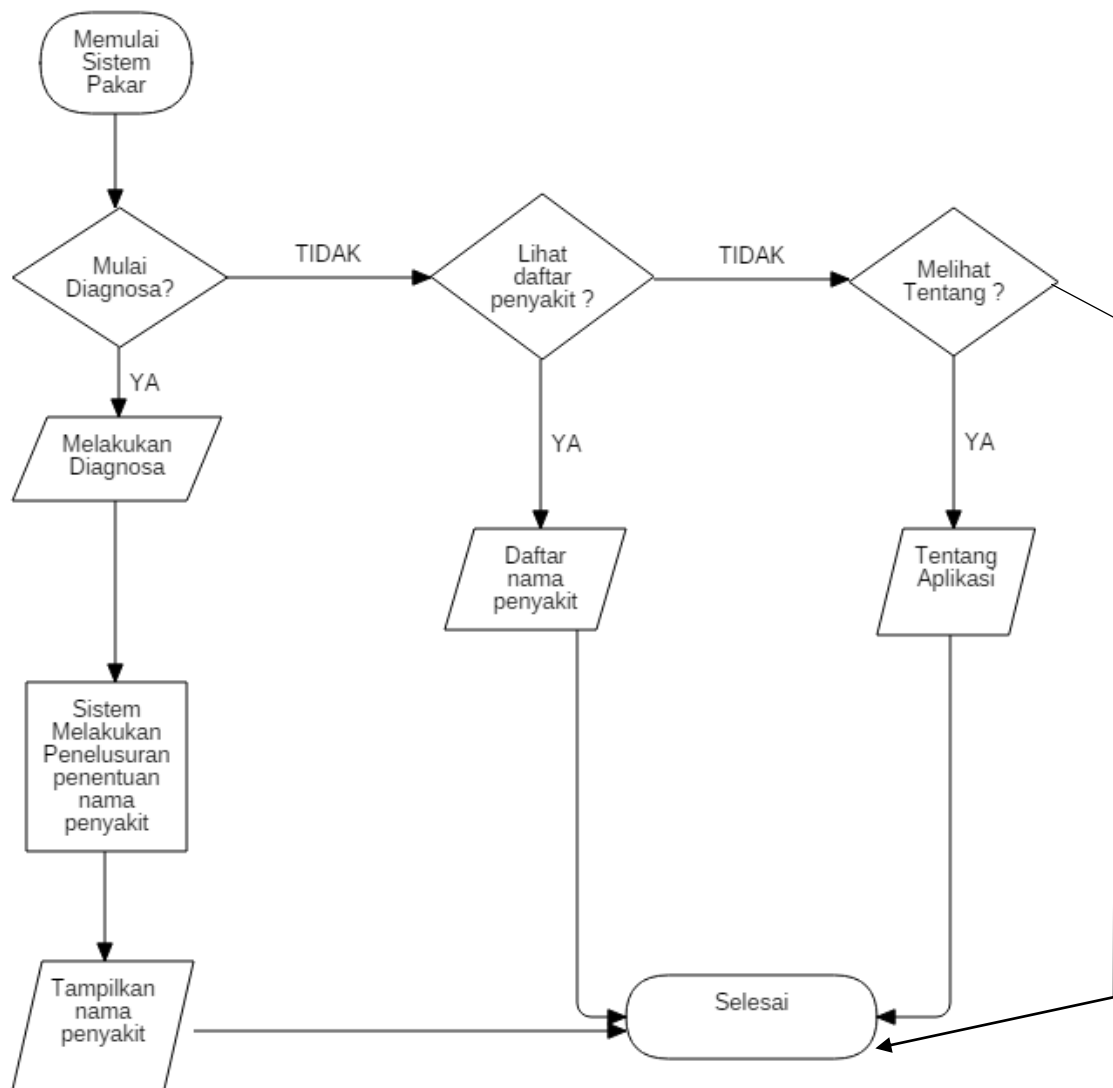 Memulai
Sistem
Pakar
Mulai
Diagnosa?
TIDAK
Lihat
daftar
penyakit ?
TIDAK
Melihat
Tentang ?
YA
YA
YA
Melakukan
Diagnosa
Daftar
nama
penyakit
Tentang
Aplikasi
Sistem
Melakukan
Penelusuran
penentuan
nama
penyakit
Tampilkan
nama
penyakit
Selesai